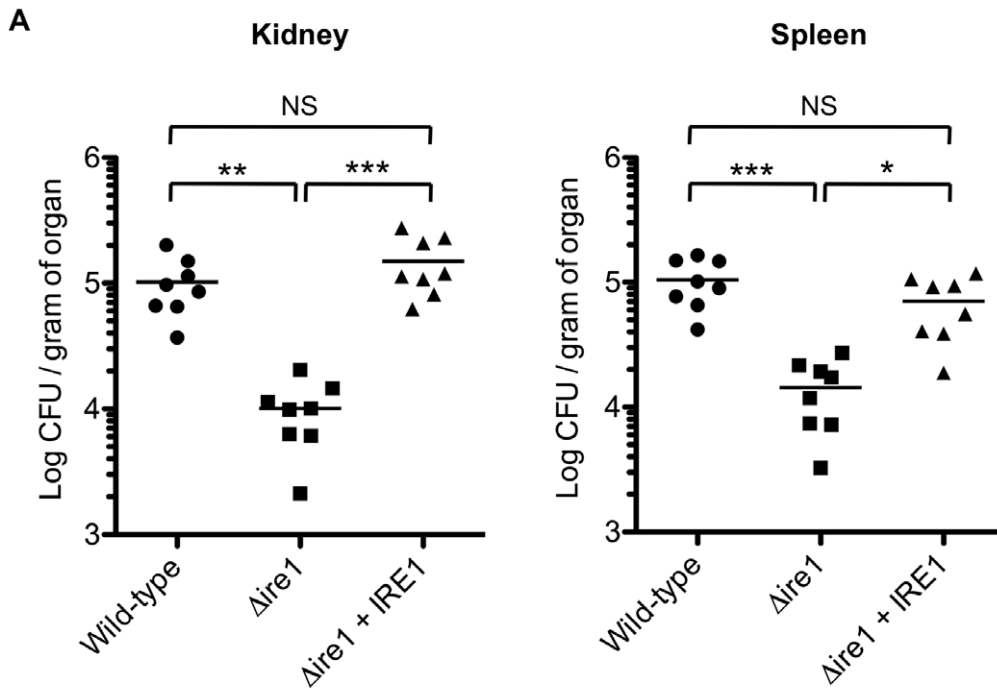 A
Kidney
NS
**
***
6
5
4
3
Log CFU / gram of organ
Wild-type
Δire1
Δire1 + IRE1
Spleen
NS
***
*
6
5
4
3
Log CFU / gram of organ
Wild-type
Δire1
Δire1 + IRE1